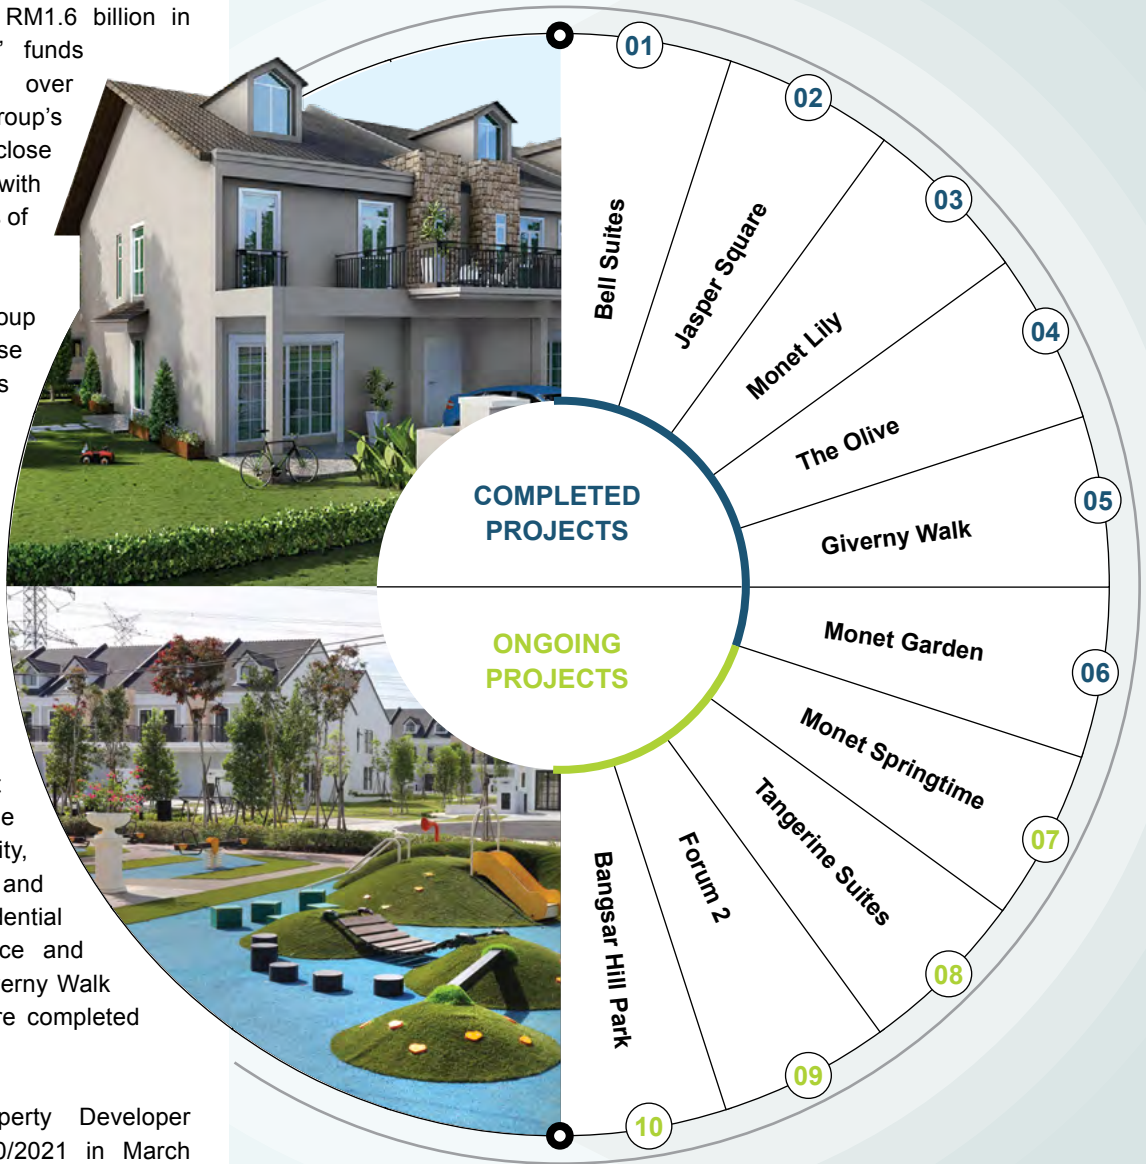 RM1.6 billion in
’ funds
over
roup's
close
with
of
oup
se
s
e
ity,
and
dential
ce and
erny Walk
re completed
perty Developer
0/2021 in March
COMPLETED
PROJECTS
01
Bell Suites
02
Jasper Square
03
Monet Lily
04
The Olive
05
Giverny Walk
06
Monet Garden
ONGOING
PROJECTS
07
Monet Springtime
08
Tangerine Suites
09
Forum 2
10
Bangsar Hill Park